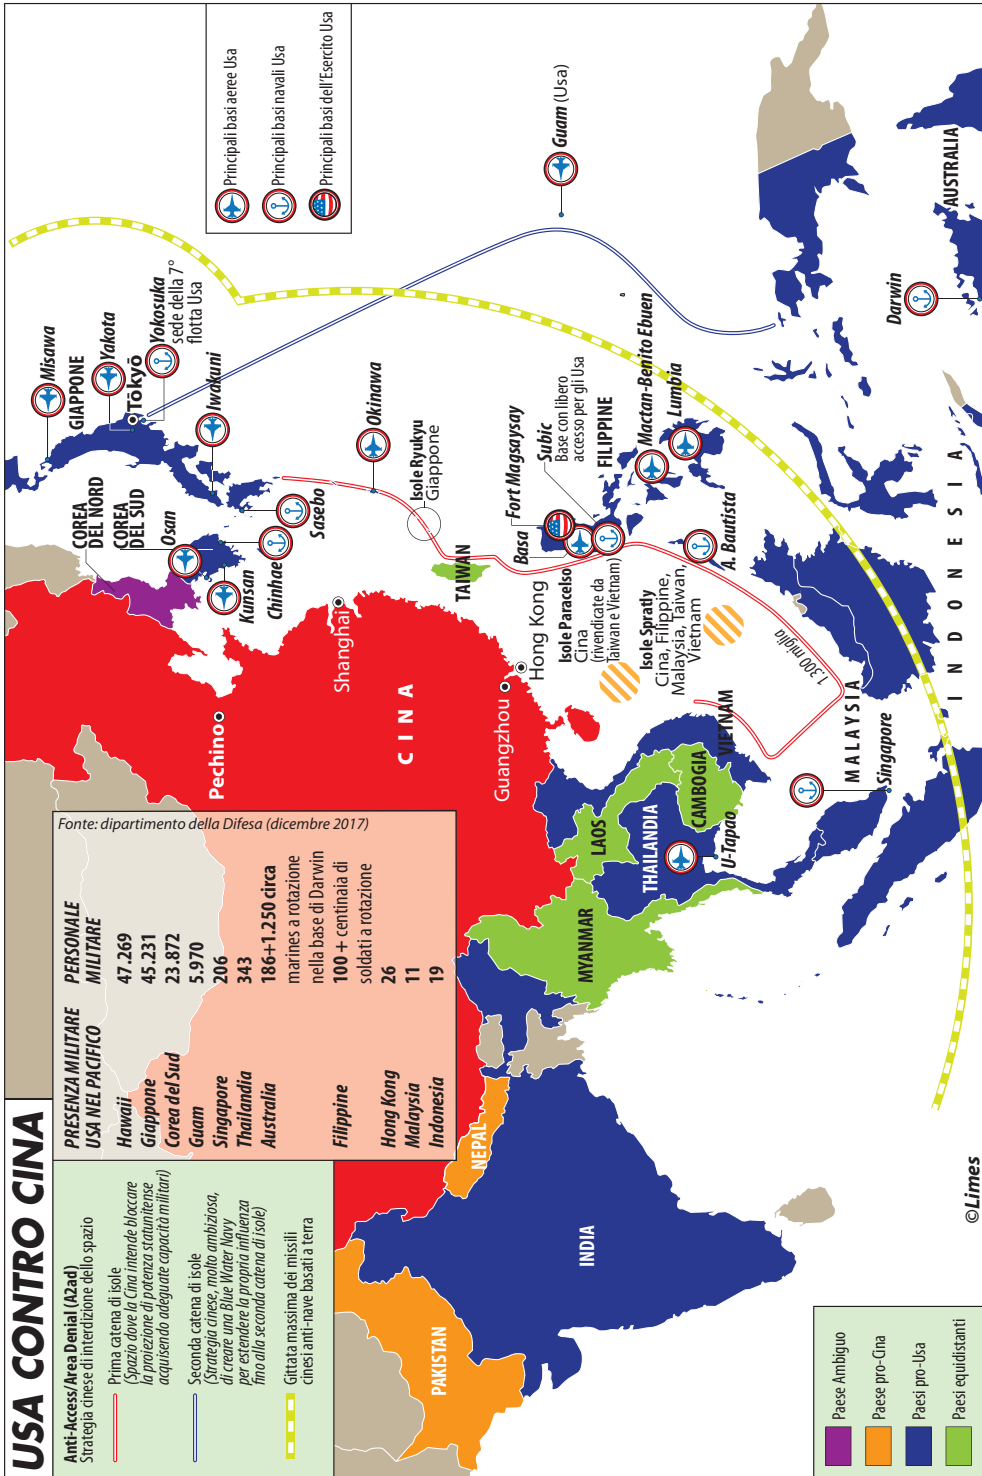 USA CONTRO CINA
Anti-Access/Area Denial (A2ad)
Strategia cinese di interdizione dello spazio
Prima catena di isole
(Spazio dove la Cina intende bloccare
la proiezione di potenza statunitense
acquisendo adeguate capacità militari)
Seconda catena di isole
(Strategia cinese, molto ambiziosa,
di creare una Blue Water Navy
per estendere la propria influenza
fino alla seconda catena di isole)
Gittata massima dei missili
cinesi anti-nave basati a terra
PRESENZA MILITARE
USA NEL PACIFICO
PERSONALE
MILITARE
Hawaii 47.269
Giappone 45.231
Corea del Sud 23.872
Guam 5.970
Singapore 206
Thailandia 343
Australia 186+1.250 circa
marines a rotazione
nella base di Darwin
Filippine 100 + centinaia di
soldati a rotazione
Hong Kong 26
Malaysia 11
Indonesia 19
Fonte: dipartimento della Difesa (dicembre 2017)
Principali basi aeree Usa
Principali basi navali Usa
Principali basi dell'Esercito Usa
Misawa
GIAPPONE
Yakota
Tōkyō
Yokosuka
sede della 7°
flotta Usa
Iwakuni
COREA
DEL NORD
COREA
DEL SUD
Osan
Kunsan
Chinhae
Sasebo
Okinawa
Isole Ryukyu
Giappone
Pechino
Shanghai
CINA
TAIWAN
Guangzhou
Hong Kong
Guam (Usa)
Fort Magsaysay
Basa
Subic
Base con libero
accesso per gli Usa
FILIPPINE
Mactan-Benito Ebuen
Lumbia
A. Bautista
Isole Paracelso
Cina
(rivendicate da
Taiwan e Vietnam)
Isole Spratly
Cina, Filippine,
Malaysia, Taiwan,
Vietnam
1.300 miglia
PAKISTAN
NEPAL
INDIA
MYANMAR
LAOS
THAILANDIA
CAMBOGIA
VIETNAM
U-Tapao
MALAYSIA
Singapore
INDONESIA
Darwin
AUSTRALIA
Paese Ambiguo
Paese pro-Cina
Paesi pro-Usa
Paesi equidistanti
©Limes